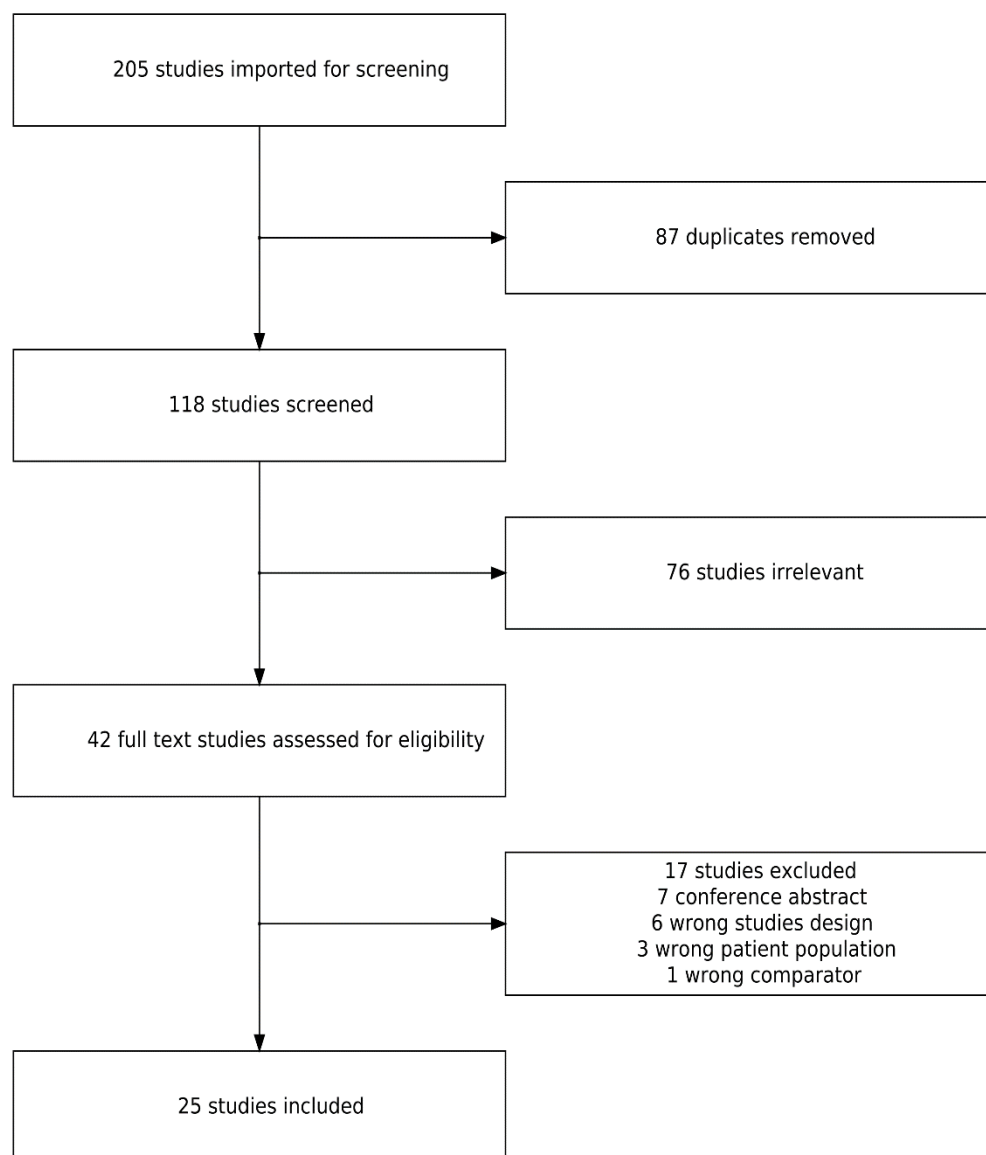 205 studies imported for screening
87 duplicates removed
118 studies screened
76 studies irrelevant
42 full text studies assessed for eligibility
17 studies excluded
7 conference abstract
6 wrong studies design
3 wrong patient population
1 wrong comparator
25 studies included